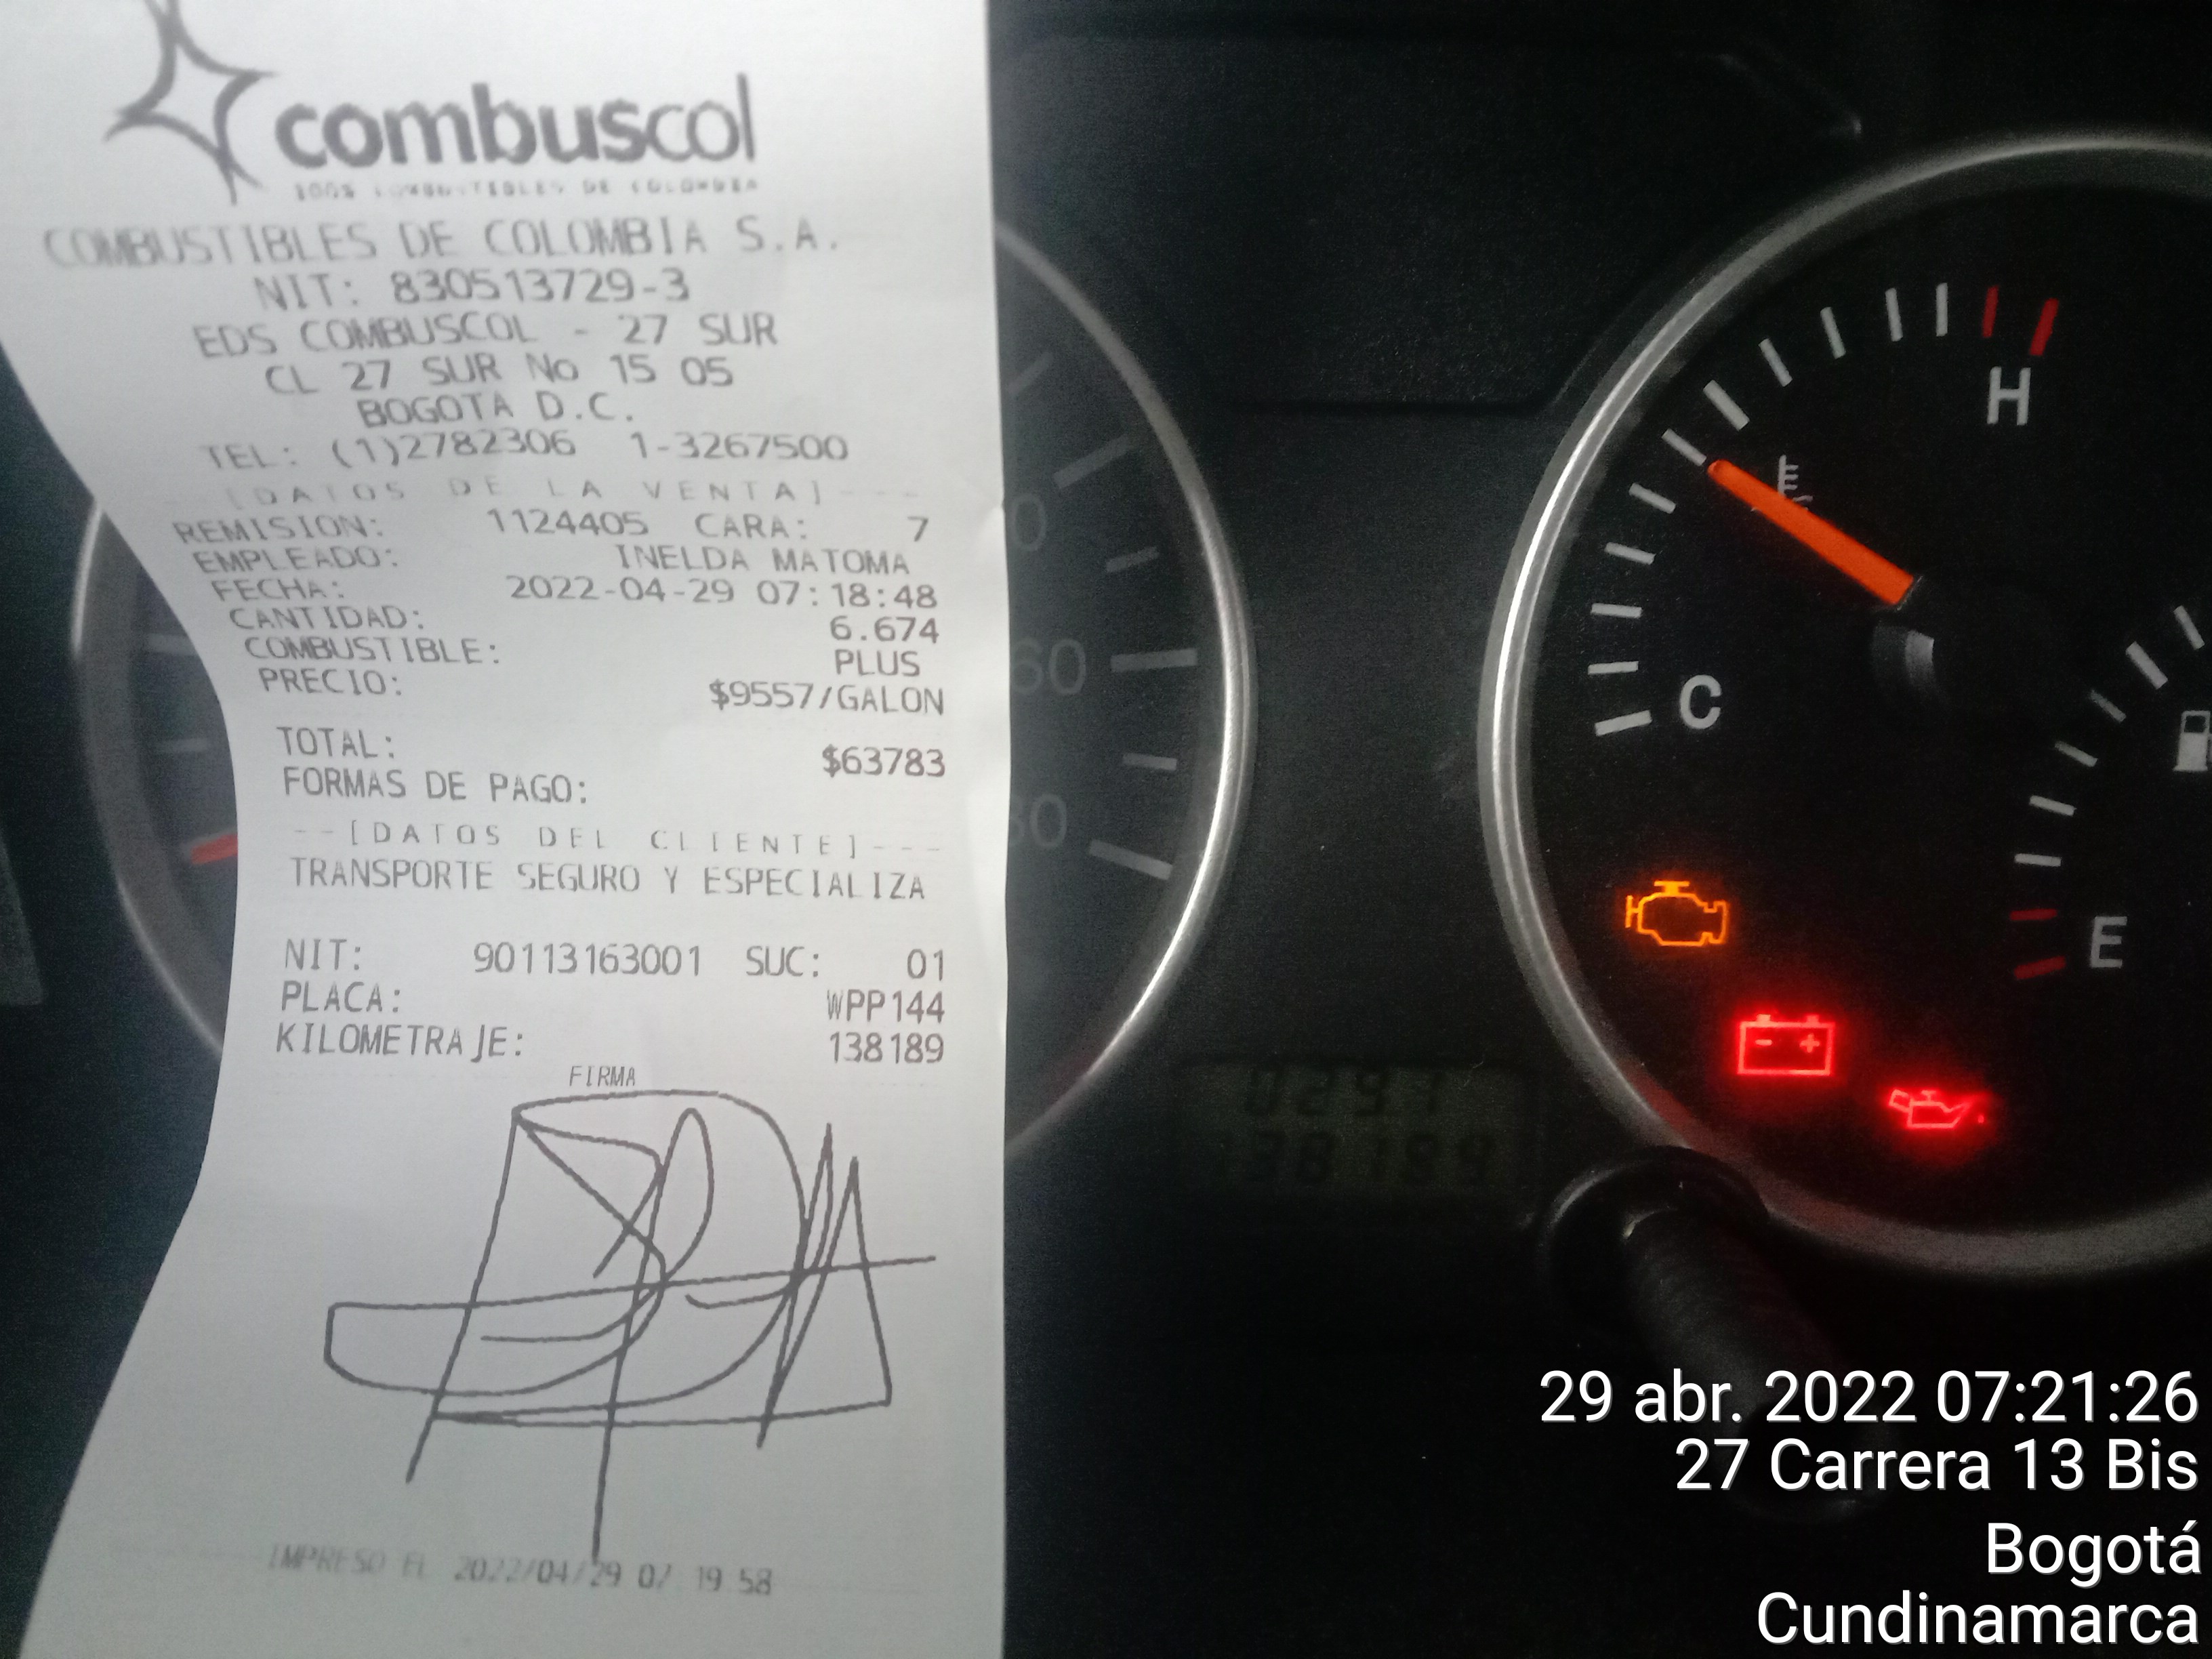 combuscol
COMBUSTIBLES DE COLOMBIA S.A.
NIT: 830513729-3
EDS COMBUSCOL - 27 SUR
CL 27 SUR No 15 05
BOGOTA D.C.
TEL: (1)2782306 1-3267500
[DATOS DE LA VENTA]---
REMISION: 1124405 CARA: 7
EMPLEADO: INELDA MATOMA
FECHA: 2022-04-29 07:18:48
CANTIDAD: 6.674
COMBUSTIBLE: PLUS
PRECIO: $9557/GALON
TOTAL: $63783
FORMAS DE PAGO:
--[DATOS DEL CLIENTE]---
TRANSPORTE SEGURO Y ESPECIALIZA
NIT: 90113163001 SUC: 01
PLACA: WPP144
KILOMETRAJE: 138189
FIRMA
IMPRESO EL 2022/04/29 07 19 58
H
C
E
60
138189
29 abr. 2022 07:21:26
27 Carrera 13 Bis
Bogotá
Cundinamarca